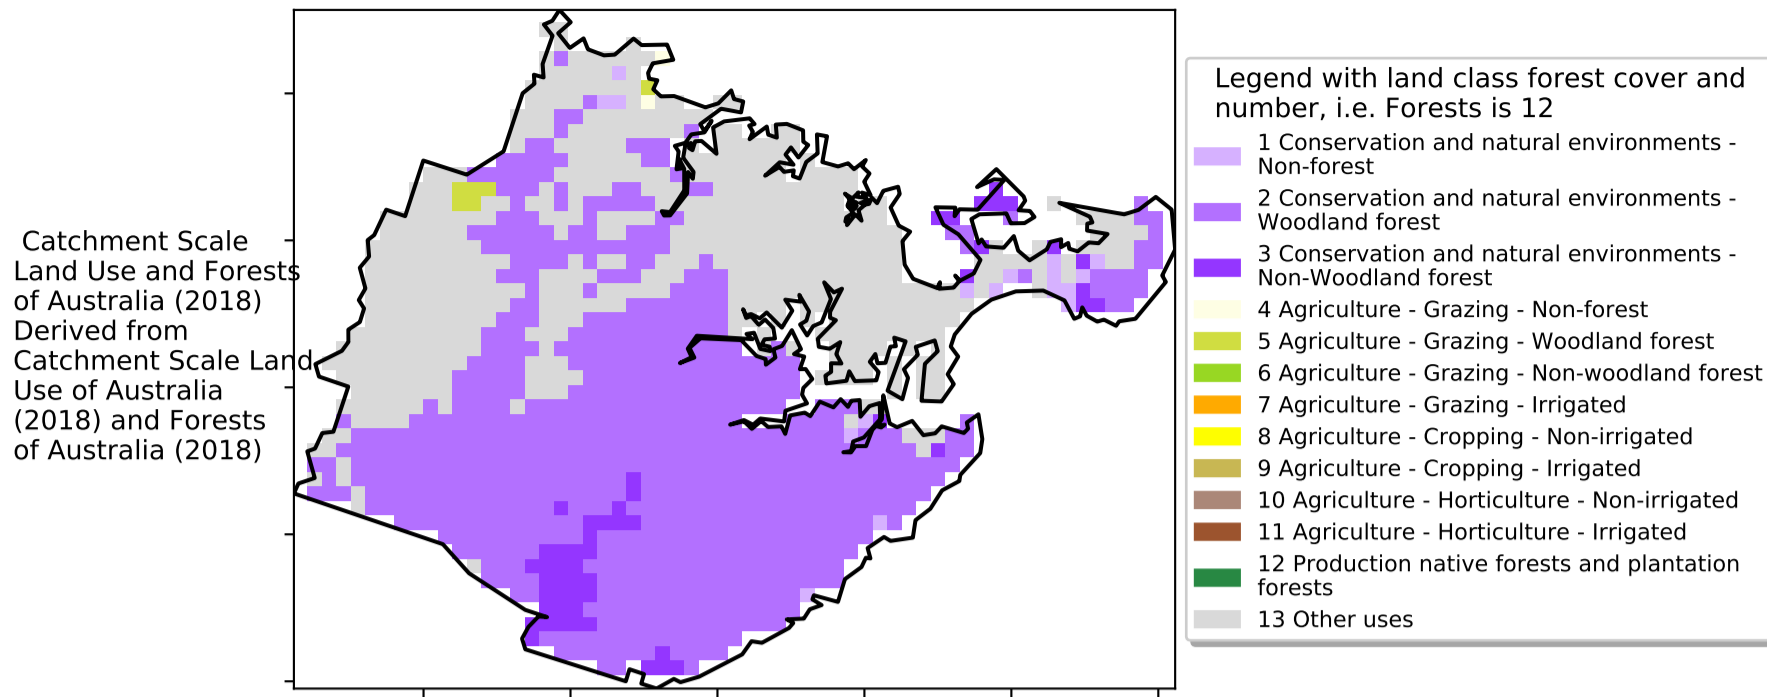 Catchment Scale
Land Use and Forests
of Australia (2018)
Derived from
Catchment Scale Land
Use of Australia
(2018) and Forests
of Australia (2018)
Legend with land class forest cover and
number, i.e. Forests is 12
1 Conservation and natural environments -
Non-forest
2 Conservation and natural environments -
Woodland forest
3 Conservation and natural environments -
Non-Woodland forest
4 Agriculture - Grazing - Non-forest
5 Agriculture - Grazing - Woodland forest
6 Agriculture - Grazing - Non-woodland forest
7 Agriculture - Grazing - Irrigated
8 Agriculture - Cropping - Non-irrigated
9 Agriculture - Cropping - Irrigated
10 Agriculture - Horticulture - Non-irrigated
11 Agriculture - Horticulture - Irrigated
12 Production native forests and plantation
forests
13 Other uses